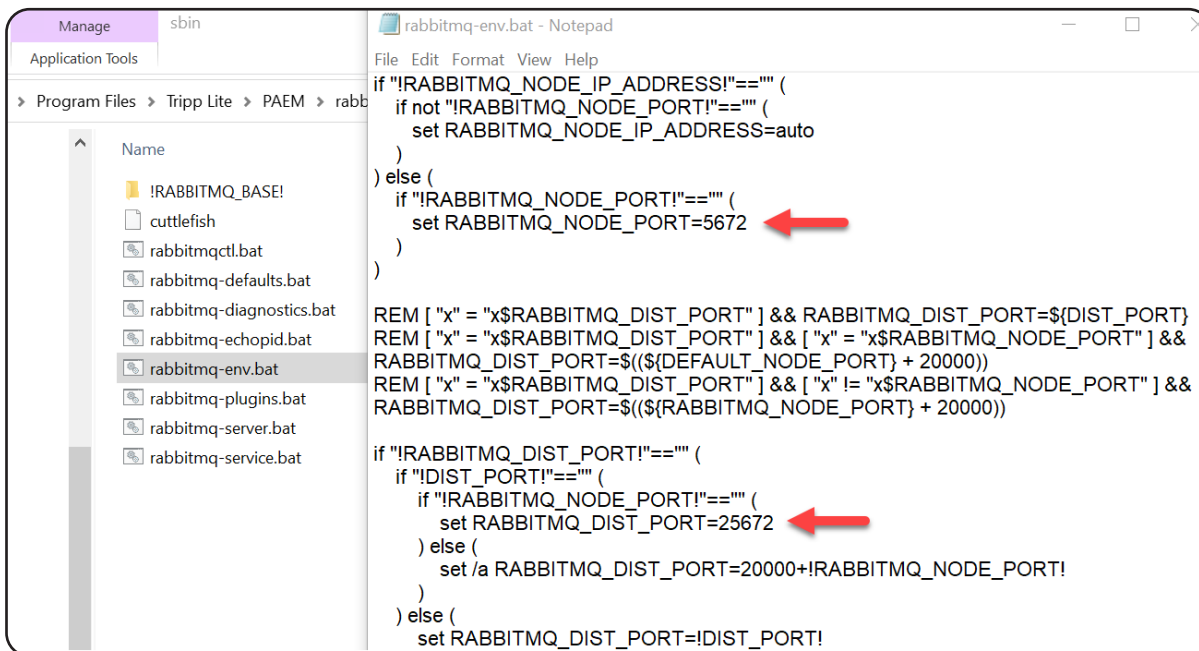 Manage
sbin
Application Tools
> Program Files > Tripp Lite > PAEM > rabb
Name
!RABBITMQ_BASE!
cuttlefish
rabbitmqctl.bat
rabbitmq-defaults.bat
rabbitmq-diagnostics.bat
rabbitmq-echopid.bat
rabbitmq-env.bat
rabbitmq-plugins.bat
rabbitmq-server.bat
rabbitmq-service.bat
rabbitmq-env.bat - Notepad
File Edit Format View Help
if "!RABBITMQ_NODE_IP_ADDRESS!"=="" (
if not "!RABBITMQ_NODE_PORT!"=="" (
set RABBITMQ_NODE_IP_ADDRESS=auto
)
) else (
if "!RABBITMQ_NODE_PORT!"=="" (
set RABBITMQ_NODE_PORT=5672
)
)
REM [ "x" = "x$RABBITMQ_DIST_PORT" ] && RABBITMQ_DIST_PORT=${DIST_PORT}
REM [ "x" = "x$RABBITMQ_DIST_PORT" ] && [ "x" = "x$RABBITMQ_NODE_PORT" ] &&
RABBITMQ_DIST_PORT=$((${DEFAULT_NODE_PORT} + 20000))
REM [ "x" = "x$RABBITMQ_DIST_PORT" ] && [ "x" != "x$RABBITMQ_NODE_PORT" ] &&
RABBITMQ_DIST_PORT=$((${RABBITMQ_NODE_PORT} + 20000))
if "!RABBITMQ_DIST_PORT!"=="" (
if "!DIST_PORT!"=="" (
if "!RABBITMQ_NODE_PORT!"=="" (
set RABBITMQ_DIST_PORT=25672
) else (
set /a RABBITMQ_DIST_PORT=20000+!RABBITMQ_NODE_PORT!
)
) else (
set RABBITMQ_DIST_PORT=!DIST_PORT!